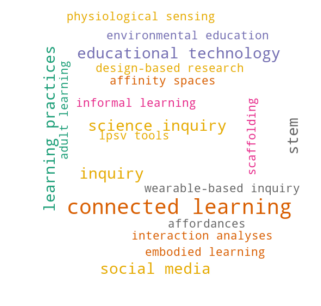 physiological sensing
environmental education
educational technology
design-based research
affinity spaces
learning practices
adult learning
informal learning
science inquiry
lpsv tools
scaffolding
stem
inquiry
wearable-based inquiry
connected learning
affordances
interaction analyses
embodied learning
social media